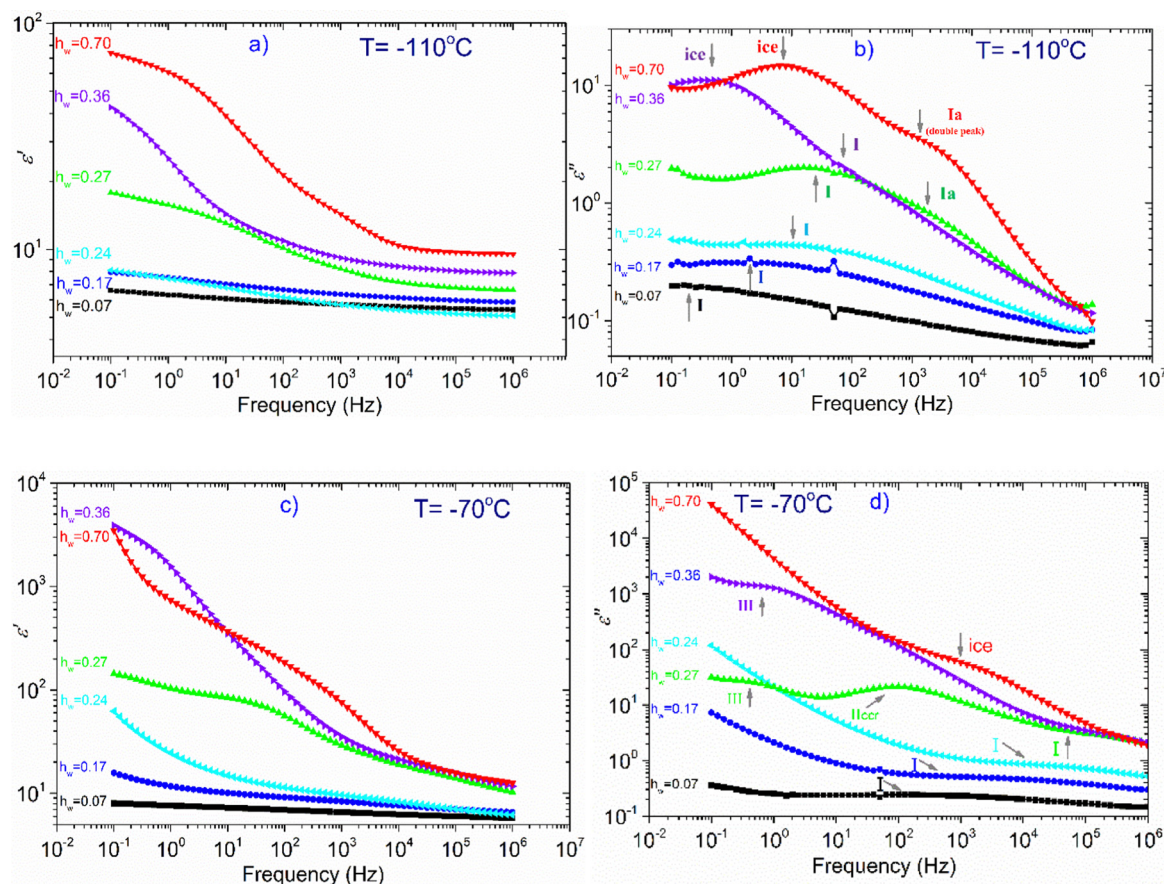 a)
T= -110°C
h_w=0.70
h_w=0.36
h_w=0.27
h_w=0.24
h_w=0.17
h_w=0.07
ε'
10²
10¹
10⁻² 10⁻¹ 10⁰ 10¹ 10² 10³ 10⁴ 10⁵ 10⁶
Frequency (Hz)
b)
T= -110°C
ice
ice
h_w=0.70
h_w=0.36
h_w=0.27
h_w=0.24
h_w=0.17
h_w=0.07
Ia
(double peak)
I
I
Ia
I
I
I
ε''
10¹
10⁰
10⁻¹
10⁻² 10⁻¹ 10⁰ 10¹ 10² 10³ 10⁴ 10⁵ 10⁶
Frequency (Hz)
c)
T= -70°C
h_w=0.36
h_w=0.70
h_w=0.27
h_w=0.24
h_w=0.17
h_w=0.07
ε'
10⁴
10³
10²
10¹
10⁻² 10⁻¹ 10⁰ 10¹ 10² 10³ 10⁴ 10⁵ 10⁶ 10⁷
Frequency (Hz)
T= -70°C
d)
h_w=0.70
h_w=0.36
h_w=0.24
h_w=0.27
h_w=0.17
h_w=0.07
III
ice
III
IIccr
I
I
I
I
ε''
10⁵
10⁴
10³
10²
10¹
10⁰
10⁻¹
10⁻² 10⁻¹ 10⁰ 10¹ 10² 10³ 10⁴ 10⁵ 10⁶
Frequency (Hz)